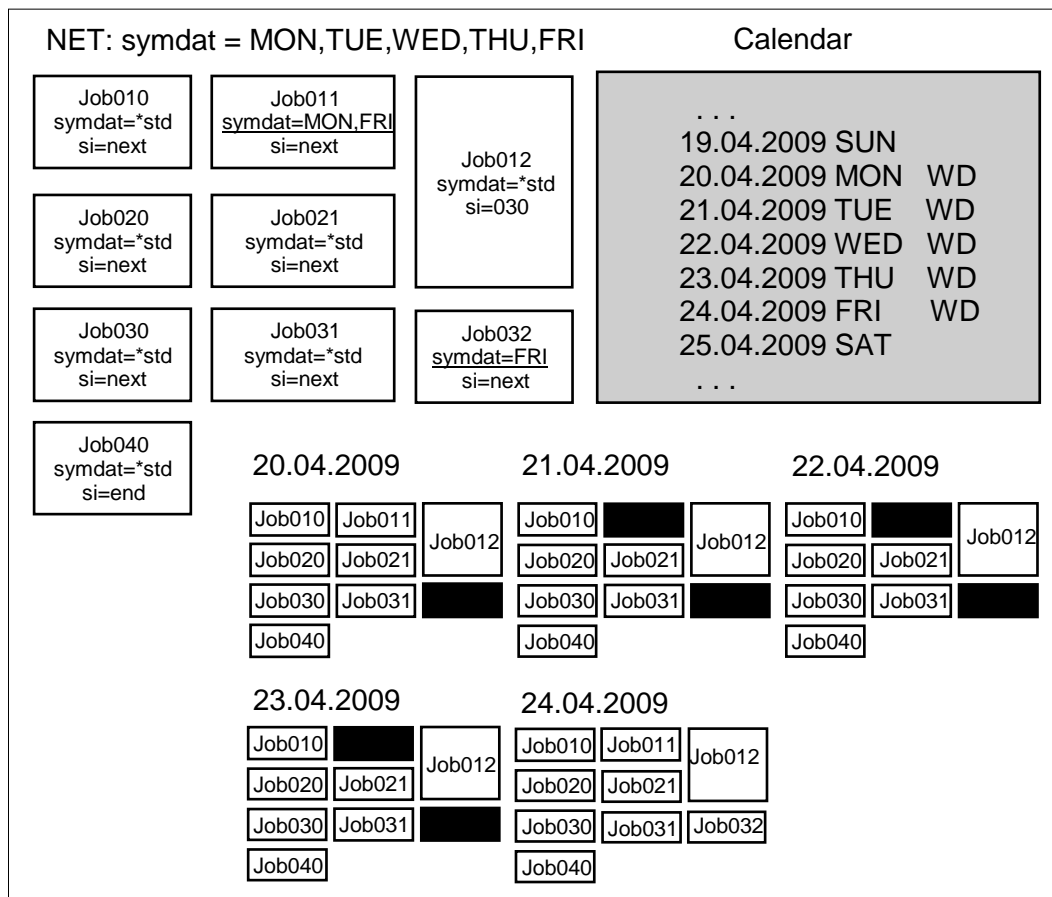 NET: symdat = MON,TUE,WED,THU,FRI
Calendar
Job010
symdat=*std
si=next
Job011
symdat=MON,FRI
si=next
Job012
symdat=*std
si=030
Job020
symdat=*std
si=next
Job021
symdat=*std
si=next
Job030
symdat=*std
si=next
Job031
symdat=*std
si=next
Job032
symdat=FRI
si=next
Job040
symdat=*std
si=end
. . .
19.04.2009 SUN
20.04.2009 MON WD
21.04.2009 TUE WD
22.04.2009 WED WD
23.04.2009 THU WD
24.04.2009 FRI WD
25.04.2009 SAT
. . .
20.04.2009
Job010 Job011
Job012
Job020 Job021
Job030 Job031
Job040
21.04.2009
Job010
Job012
Job020 Job021
Job030 Job031
Job040
22.04.2009
Job010
Job012
Job020 Job021
Job030 Job031
Job040
23.04.2009
Job010
Job012
Job020 Job021
Job030 Job031
Job040
24.04.2009
Job010 Job011
Job012
Job020 Job021
Job030 Job031 Job032
Job040